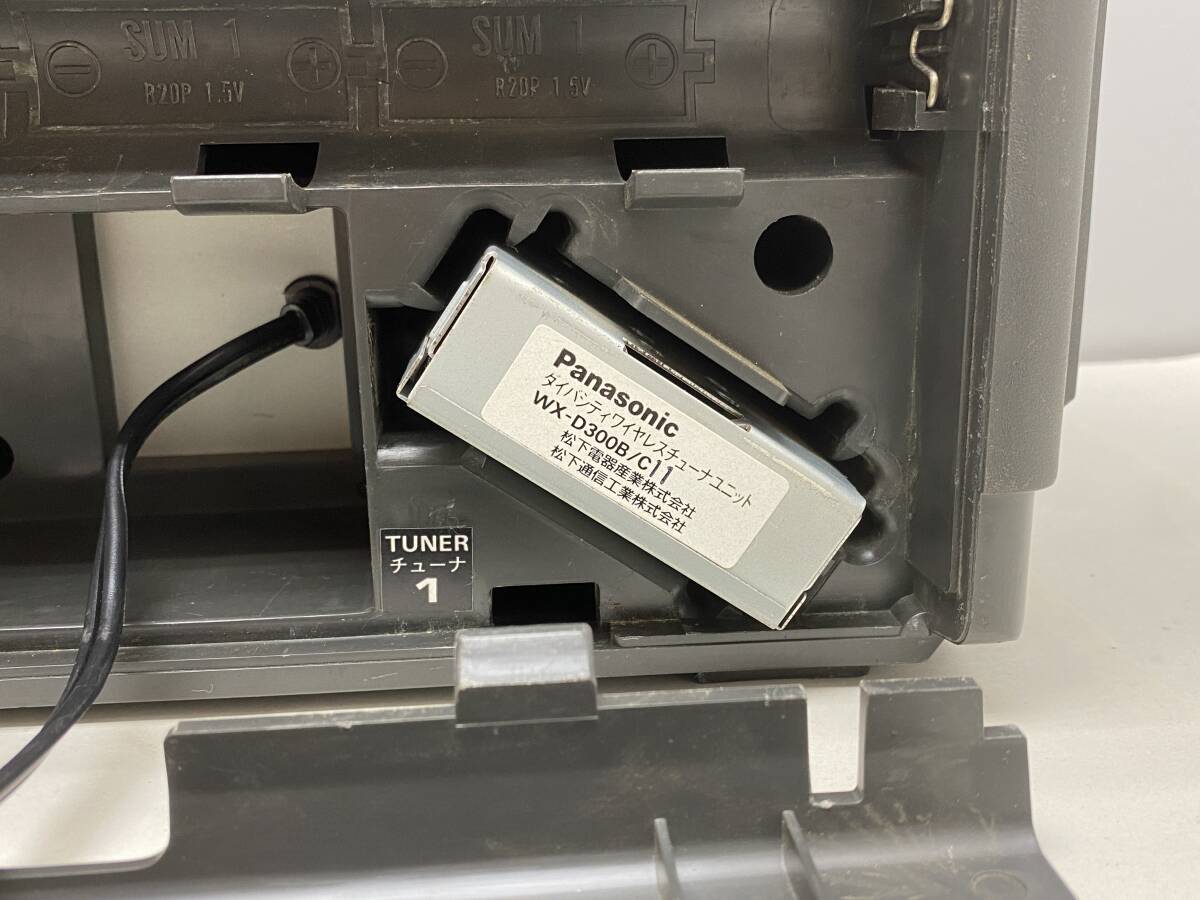 SUM 1
⊖ ⊕
R20P 1.5V
SUM 1
⊖ ⊕
R20P 1.5V
Panasonic
ダイバシティワイヤレスチューナユニット
WX-D300B/C11
松下電器産業株式会社
松下通信工業株式会社
TUNER
チューナ
1